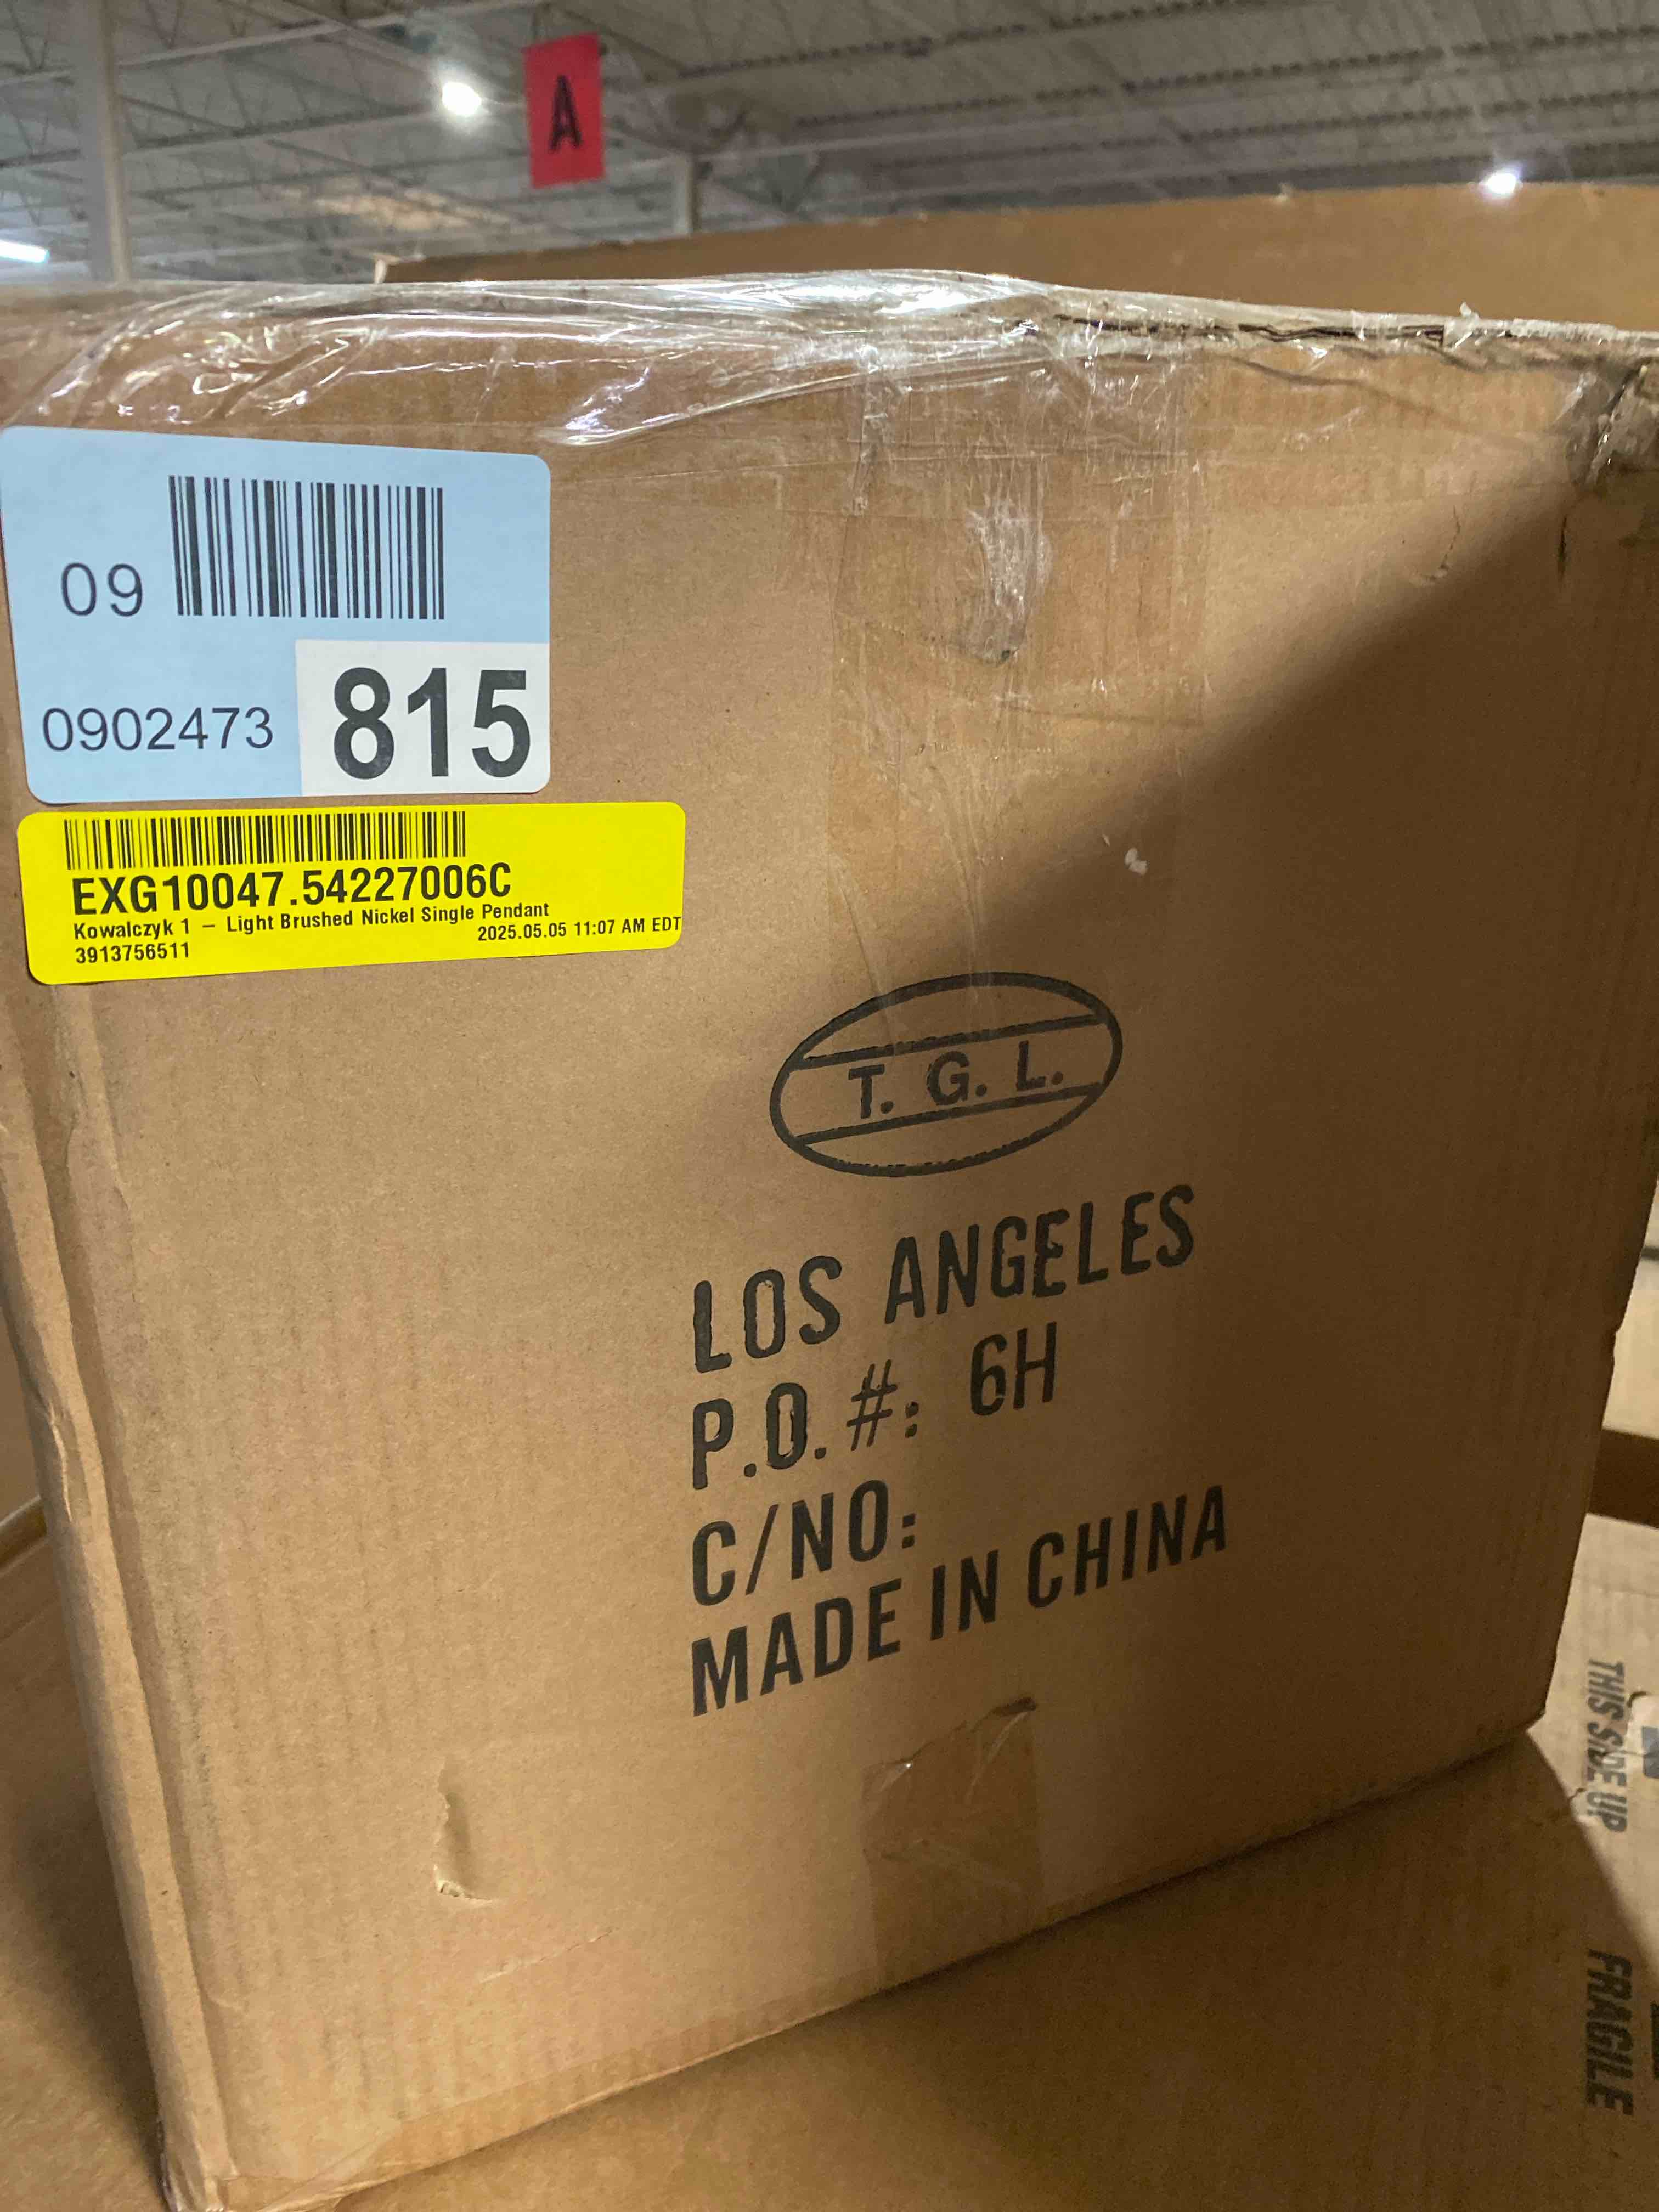 A
09
0902473
815
EXG10047.54227006C
Kowalczyk 1 — Light Brushed Nickel Single Pendant
2025.05.05 11:07 AM EDT
3913756511
T. G. L.
LOS ANGELES
P.O. #: 6H
C/NO:
MADE IN CHINA
THIS SIDE UP
FRAGILE